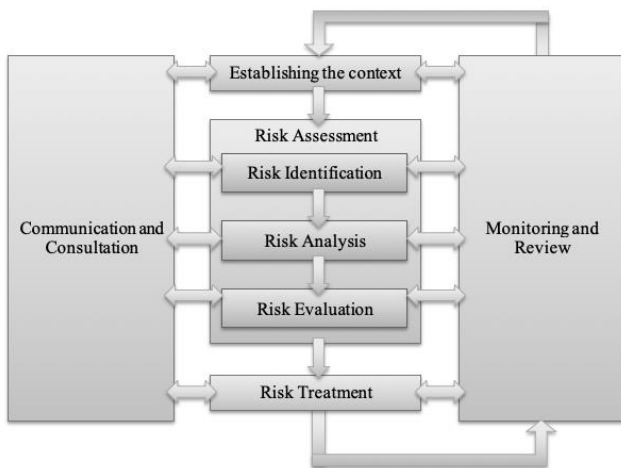 Establishing the context
Risk Assessment
Risk Identification
Communication and
Consultation
Risk Analysis
Monitoring and
Review
Risk Evaluation
Risk Treatment